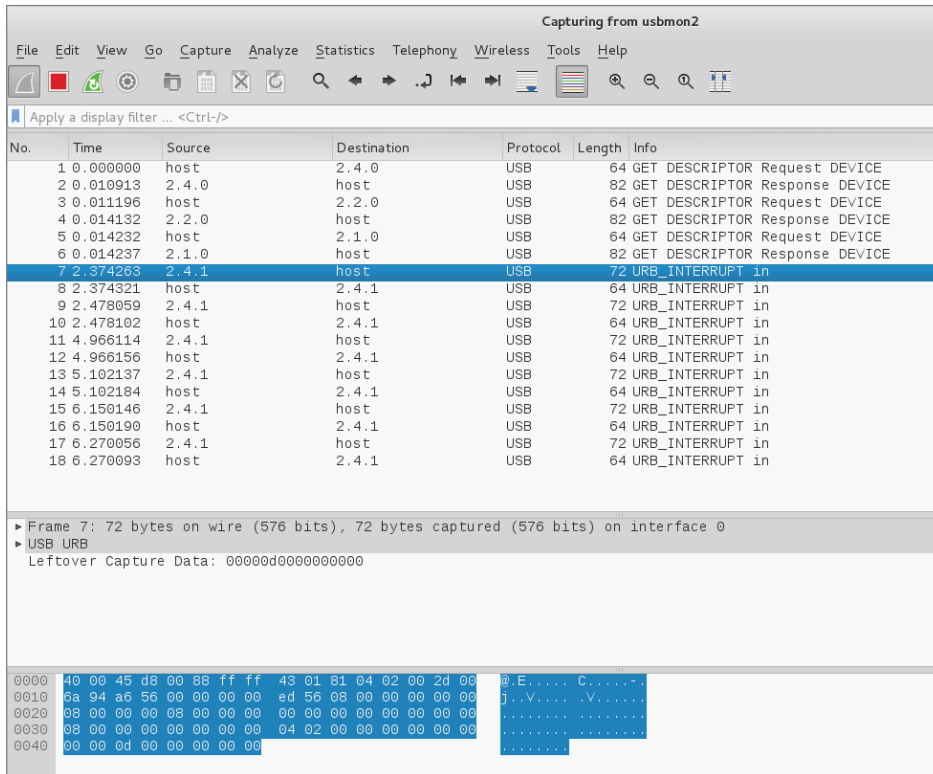 Capturing from usbmon2
File Edit View Go Capture Analyze Statistics Telephony Wireless Tools Help
Apply a display filter ... <Ctrl-/>
No. Time Source Destination Protocol Length Info
1 0.000000 host 2.4.0 USB 64 GET DESCRIPTOR Request DEVICE
2 0.010913 2.4.0 host USB 82 GET DESCRIPTOR Response DEVICE
3 0.011196 host 2.2.0 USB 64 GET DESCRIPTOR Request DEVICE
4 0.014132 2.2.0 host USB 82 GET DESCRIPTOR Response DEVICE
5 0.014232 host 2.1.0 USB 64 GET DESCRIPTOR Request DEVICE
6 0.014237 2.1.0 host USB 82 GET DESCRIPTOR Response DEVICE
7 2.374263 2.4.1 host USB 72 URB_INTERRUPT in
8 2.374321 host 2.4.1 USB 64 URB_INTERRUPT in
9 2.478059 2.4.1 host USB 72 URB_INTERRUPT in
10 2.478102 host 2.4.1 USB 64 URB_INTERRUPT in
11 4.966114 2.4.1 host USB 72 URB_INTERRUPT in
12 4.966156 host 2.4.1 USB 64 URB_INTERRUPT in
13 5.102137 2.4.1 host USB 72 URB_INTERRUPT in
14 5.102184 host 2.4.1 USB 64 URB_INTERRUPT in
15 6.150146 2.4.1 host USB 72 URB_INTERRUPT in
16 6.150190 host 2.4.1 USB 64 URB_INTERRUPT in
17 6.270056 2.4.1 host USB 72 URB_INTERRUPT in
18 6.270093 host 2.4.1 USB 64 URB_INTERRUPT in
Frame 7: 72 bytes on wire (576 bits), 72 bytes captured (576 bits) on interface 0
USB URB
Leftover Capture Data: 00000d0000000000
0000 40 00 45 d8 00 88 ff ff 43 01 81 04 02 00 2d 00 @.E..... C.....-.
0010 6a 94 a6 56 00 00 00 00 ed 56 08 00 00 00 00 00 j..V.... .V......
0020 08 00 00 00 08 00 00 00 00 00 00 00 00 00 00 00 ........ ........
0030 08 00 00 00 00 00 00 00 04 02 00 00 00 00 00 00 ........ ........
0040 00 00 0d 00 00 00 00 00 ........